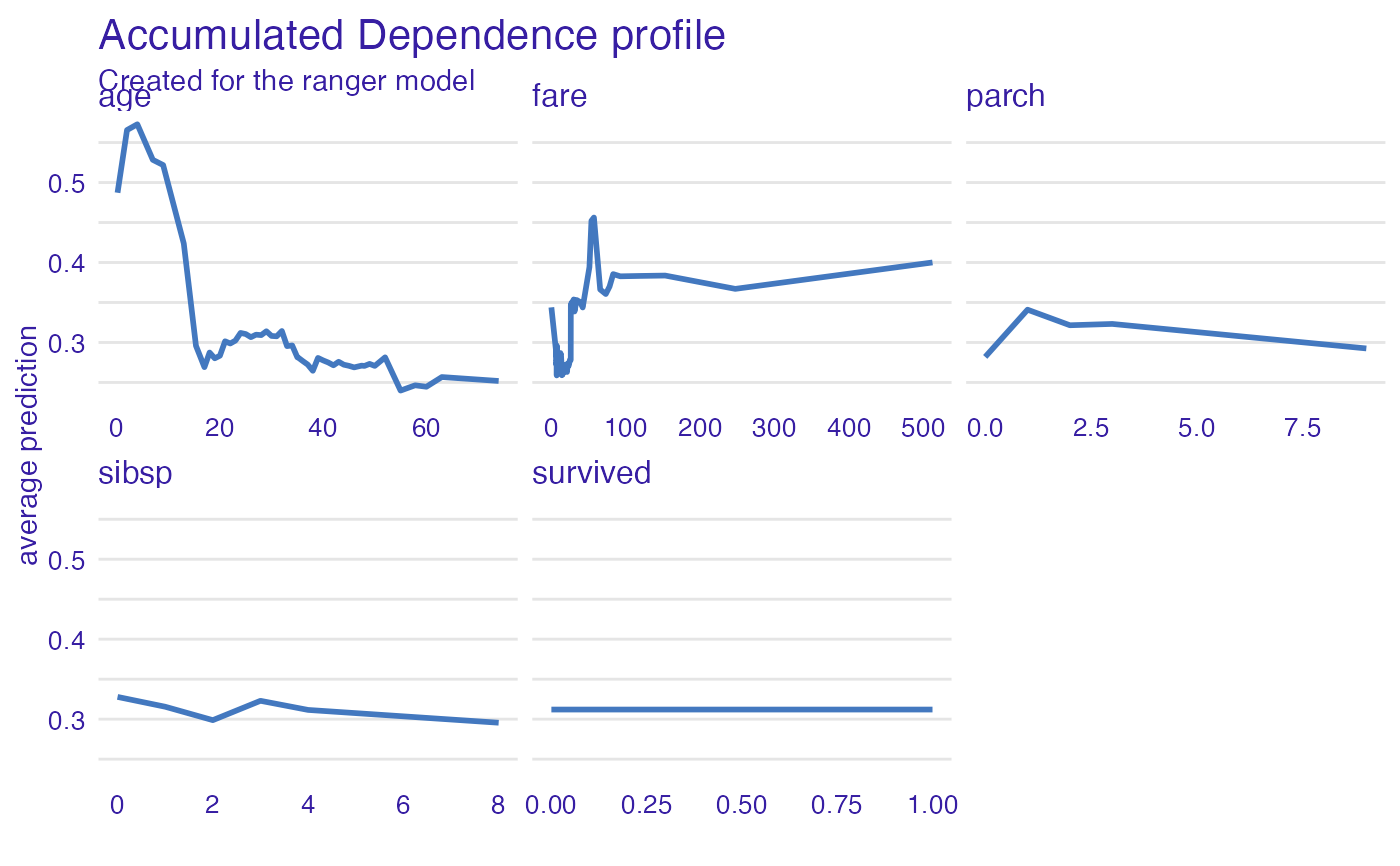 Accumulated Dependence profile
Created for the ranger model
age
fare
parch
0.5
0.4
0.3
0 20 40 60
0 100 200 300 400 500
0.0 2.5 5.0 7.5
average prediction
sibsp
survived
0.5
0.4
0.3
0 2 4 6 8
0.00 0.25 0.50 0.75 1.00